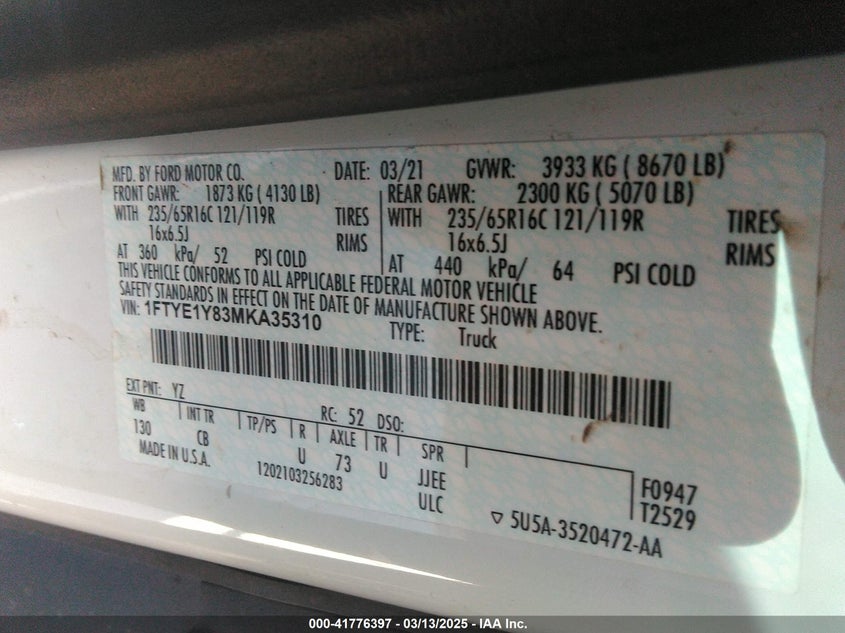 MFD. BY FORD MOTOR CO. DATE: 03/21 GVWR: 3933 KG ( 8670 LB)
FRONT GAWR: 1873 KG ( 4130 LB) REAR GAWR: 2300 KG ( 5070 LB)
WITH 235/65R16C 121/119R TIRES WITH 235/65R16C 121/119R TIRES
16x6.5J RIMS 16x6.5J RIMS
AT 360 kPa/ 52 PSI COLD AT 440 kPa/ 64 PSI COLD
THIS VEHICLE CONFORMS TO ALL APPLICABLE FEDERAL MOTOR VEHICLE
SAFETY STANDARDS IN EFFECT ON THE DATE OF MANUFACTURE SHOWN ABOVE.
VIN: 1FTYE1Y83MKA35310 TYPE: Truck
EXT PNT: YZ RC: 52 DSO:
WB INT TR TP/PS R AXLE TR SPR
130 CB U 73 U JJEE F0947
MADE IN U.S.A. 1202103256283 ULC T2529
▽ 5U5A-3520472-AA
000-41776397 - 03/13/2025 - IAA Inc.